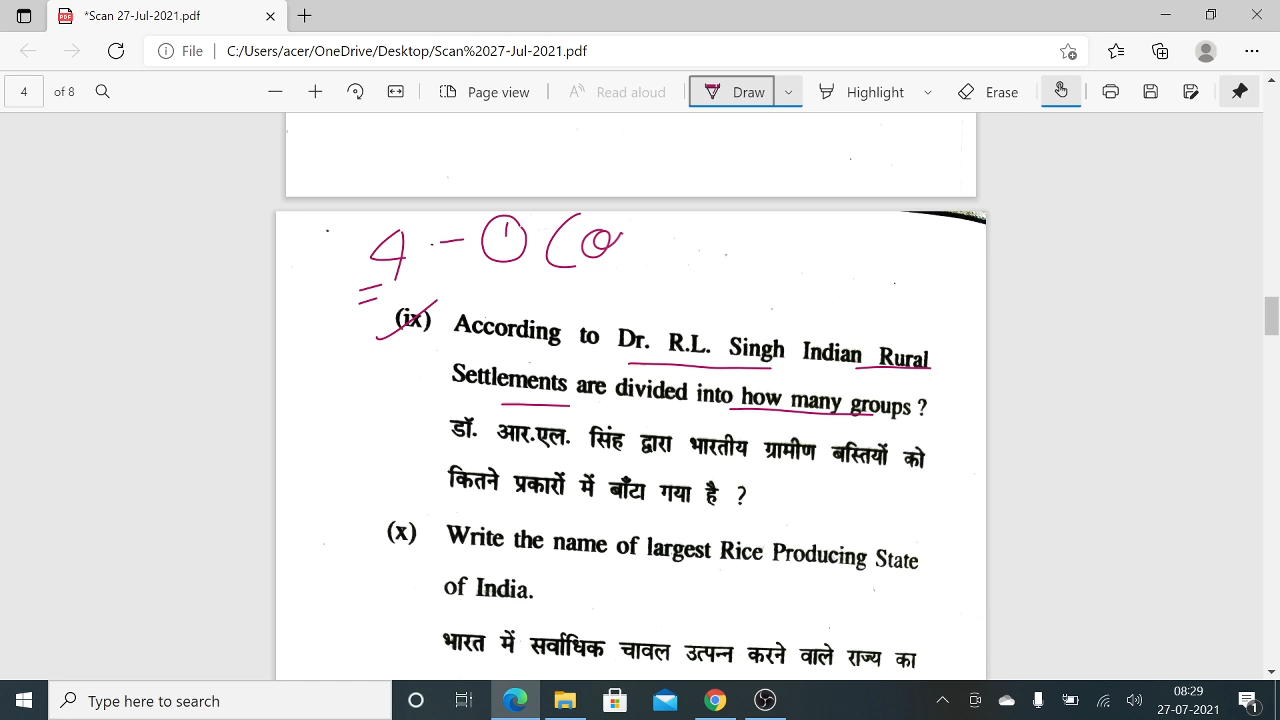 *Scan 27-Jul-2021.pdf
File C:/Users/acer/OneDrive/Desktop/Scan%2027-Jul-2021.pdf
4 of 8 Page view Read aloud Draw Highlight Erase
4 - 1 (
(ix) According to Dr. R.L. Singh Indian Rural
Settlements are divided into how many groups ?
डॉ. आर.एल. सिंह द्वारा भारतीय ग्रामीण बस्तियों को
कितने प्रकारों में बाँटा गया है ?
(x) Write the name of largest Rice Producing State
of India.
भारत में सर्वाधिक चावल उत्पन्न करने वाले राज्य का
Type here to search
08:29
27-07-2021
1